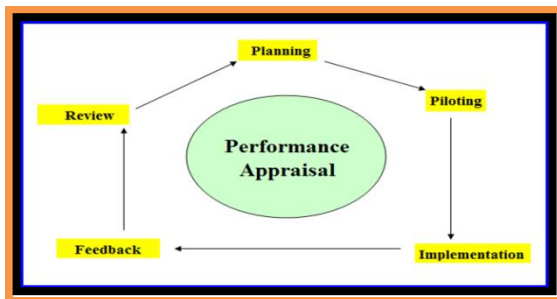 Planning
Piloting
Review
Performance
Appraisal
Feedback
Implementation